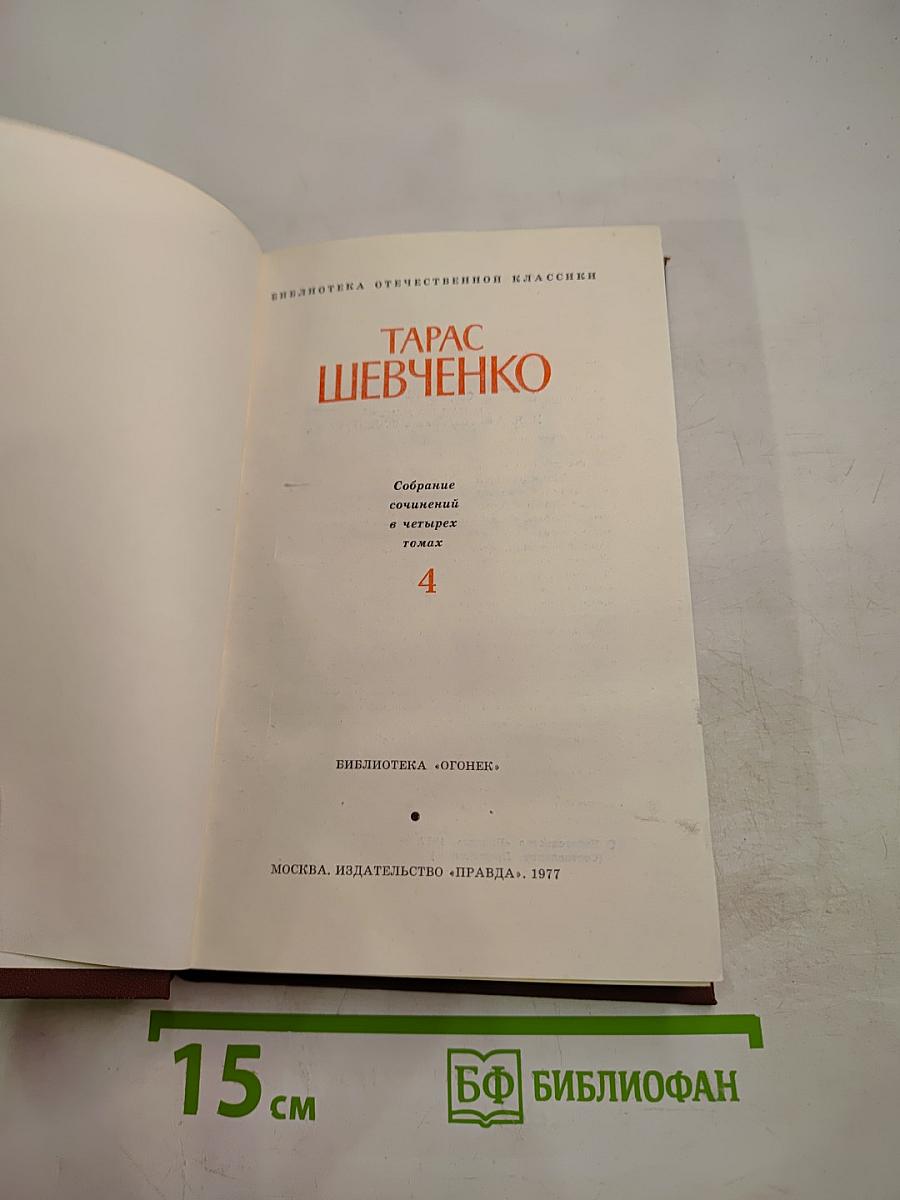 БИБЛИОТЕКА ОТЕЧЕСТВЕННОЙ КЛАССИКИ
ТАРАС
ШЕВЧЕНКО
Собрание
сочинений
в четырех
томах
4
БИБЛИОТЕКА «ОГОНЕК»
МОСКВА. ИЗДАТЕЛЬСТВО «ПРАВДА». 1977
15 см
БФ БИБЛИОФАН